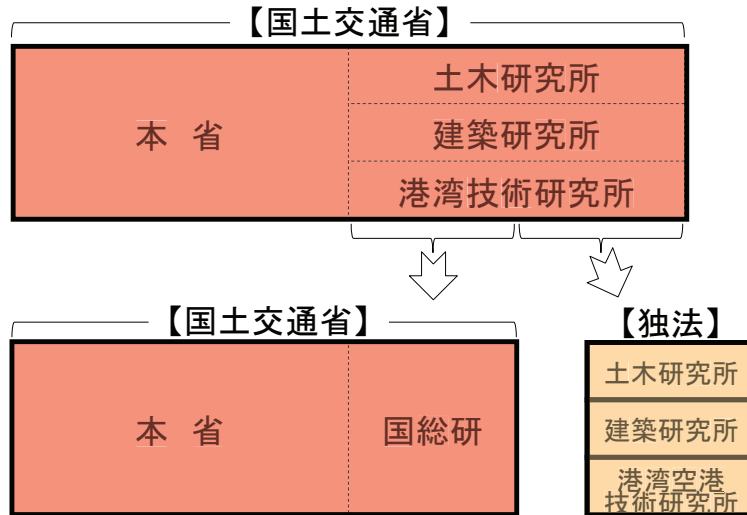 【国土交通省】
本 省
土木研究所
建築研究所
港湾技術研究所
【国土交通省】
本 省
国総研
【独法】
土木研究所
建築研究所
港湾空港
技術研究所